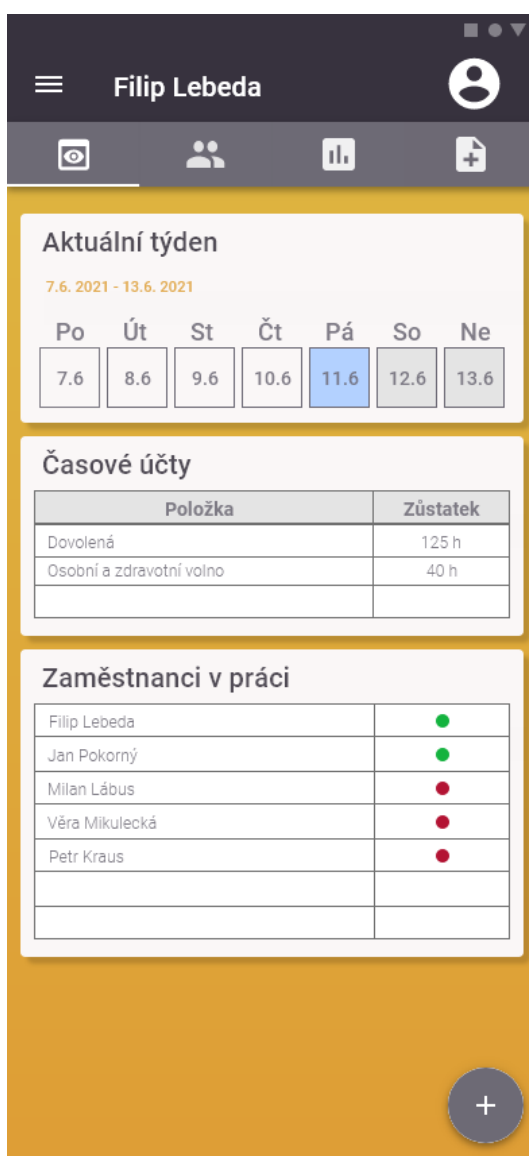 Filip Lebeda
Aktuální týden
7.6. 2021 - 13.6. 2021
Po Út St Čt Pá So Ne
7.6 8.6 9.6 10.6 11.6 12.6 13.6
Časové účty
Položka Zůstatek
Dovolená 125 h
Osobní a zdravotní volno 40 h
Zaměstnanci v práci
Filip Lebeda
Jan Pokorný
Milan Lábus
Věra Mikulecká
Petr Kraus